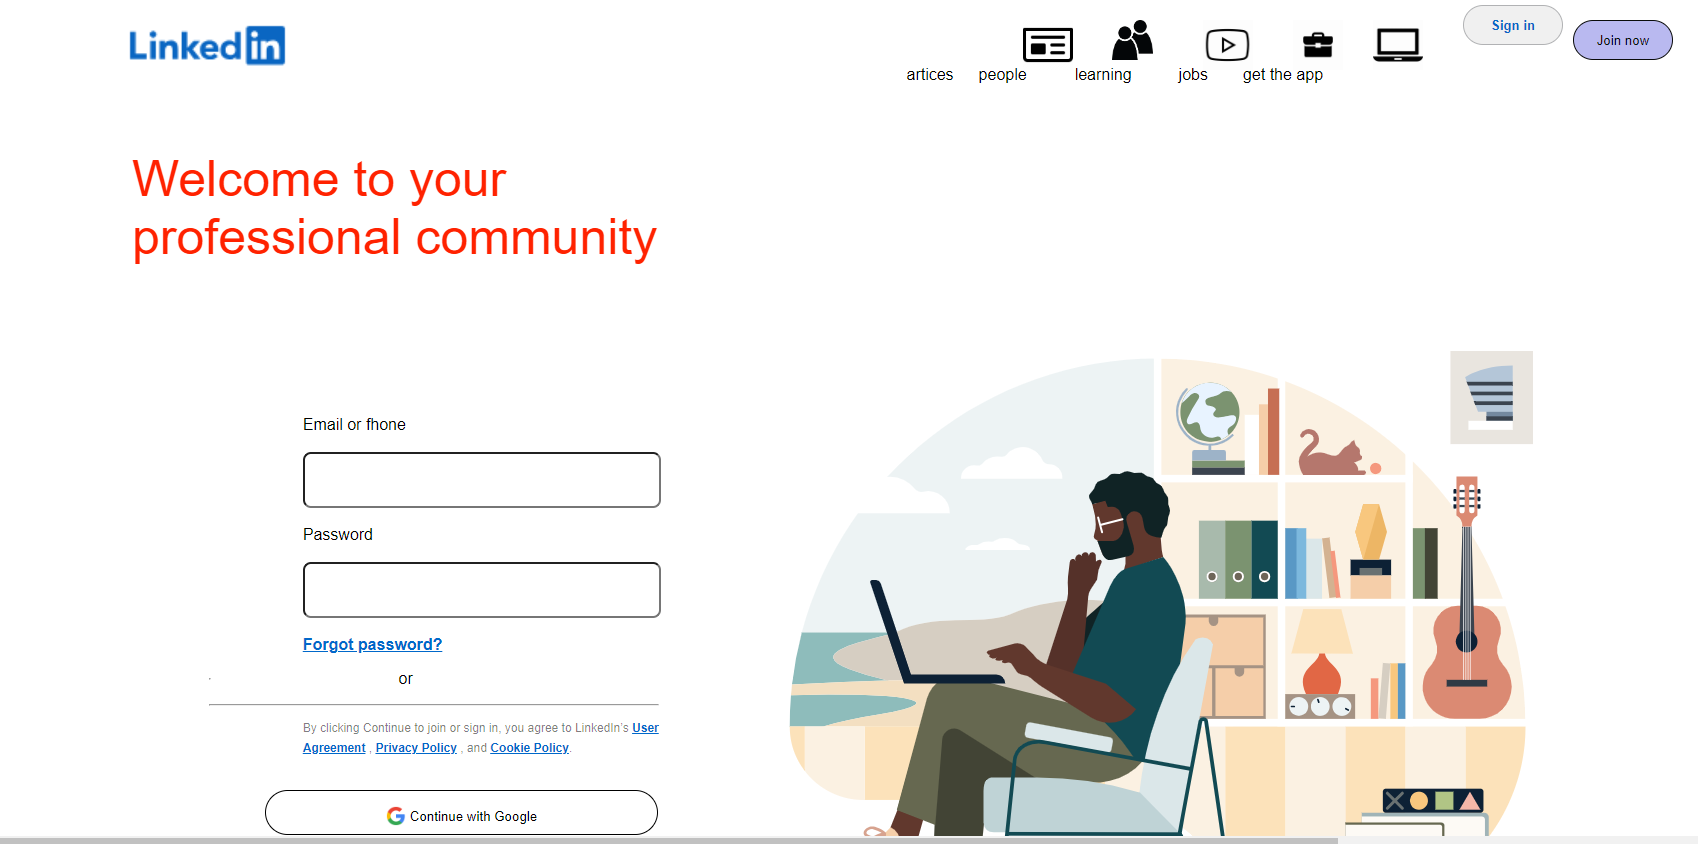 Linkedin
Sign in
Join now
artices people learning jobs get the app
Welcome to your
professional community
Email or fhone
Password
Forgot password?
or
By clicking Continue to join or sign in, you agree to LinkedIn's User
Agreement , Privacy Policy , and Cookie Policy.
Continue with Google